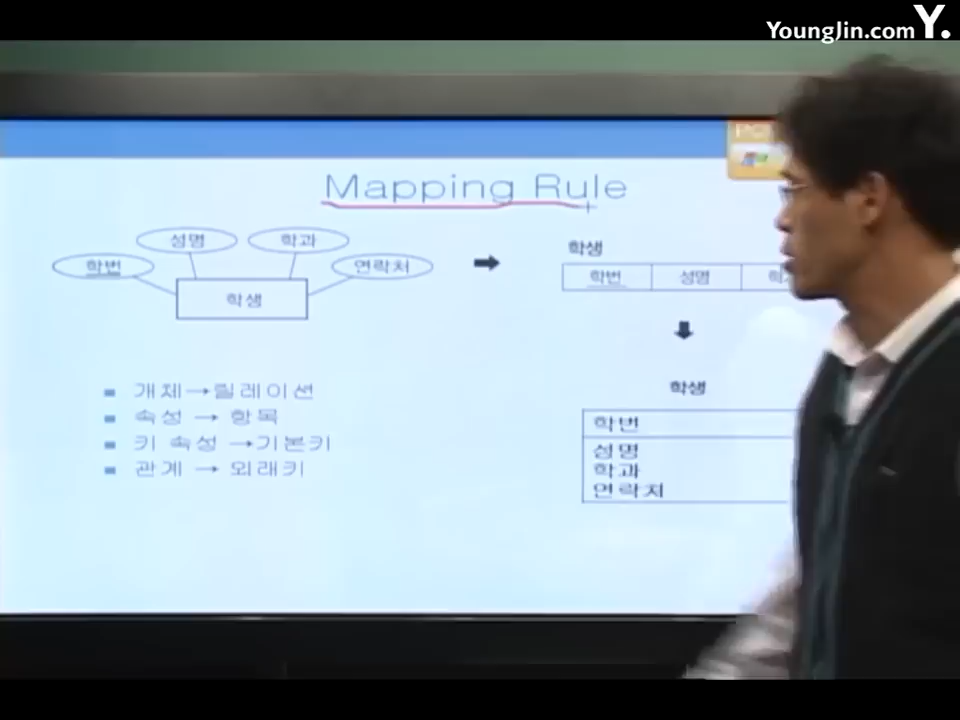 YoungJin.com Y.
Mapping Rule
학번
성명
학과
연락처
학생
학생
학번 성명
학생
학번
성명
학과
연락처
개체→릴레이션
속성 → 항목
키 속성 →기본키
관계 → 외래키